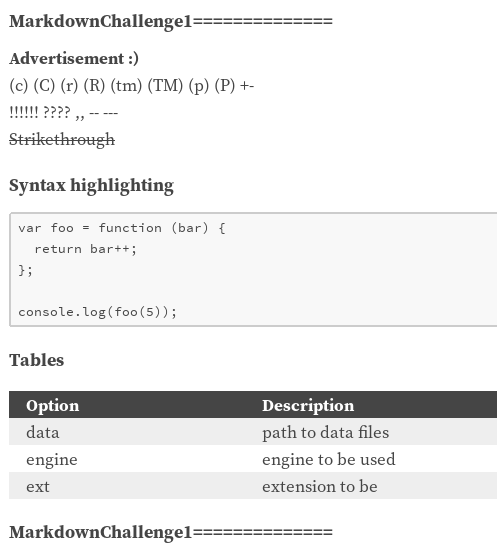 MarkdownChallenge1==============
Advertisement :)
(c) (C) (r) (R) (tm) (TM) (p) (P) +-
!!!!!! ???? ,, -- ---
Strikethrough
Syntax highlighting
var foo = function (bar) {
  return bar++;
};
console.log(foo(5));
Tables
Option Description
data path to data files
engine engine to be used
ext extension to be
MarkdownChallenge1==============